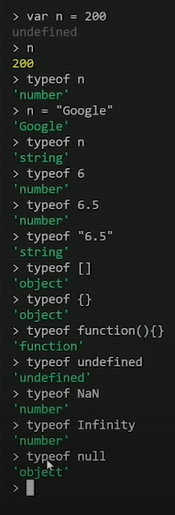 > var n = 200
undefined
> n
200
> typeof n
'number'
> n = "Google"
'Google'
> typeof n
'string'
> typeof 6
'number'
> typeof 6.5
'number'
> typeof "6.5"
'string'
> typeof []
'object'
> typeof {}
'object'
> typeof function(){}
'function'
> typeof undefined
'undefined'
> typeof NaN
'number'
> typeof Infinity
'number'
> typeof null
'object'
>